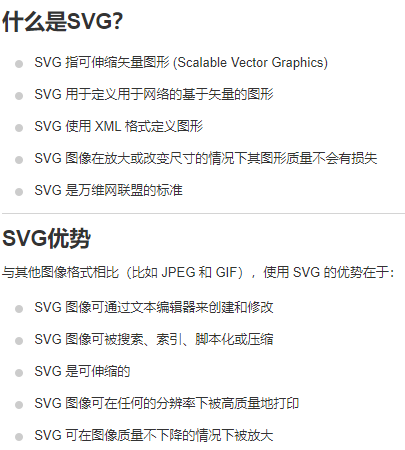 什么是SVG?
SVG 指可伸缩矢量图形 (Scalable Vector Graphics)
SVG 用于定义用于网络的基于矢量的图形
SVG 使用 XML 格式定义图形
SVG 图像在放大或改变尺寸的情况下其图形质量不会有损失
SVG 是万维网联盟的标准
SVG优势
与其他图像格式相比（比如 JPEG 和 GIF），使用 SVG 的优势在于：
SVG 图像可通过文本编辑器来创建和修改
SVG 图像可被搜索、索引、脚本化或压缩
SVG 是可伸缩的
SVG 图像可在任何的分辨率下被高质量地打印
SVG 可在图像质量不下降的情况下被放大